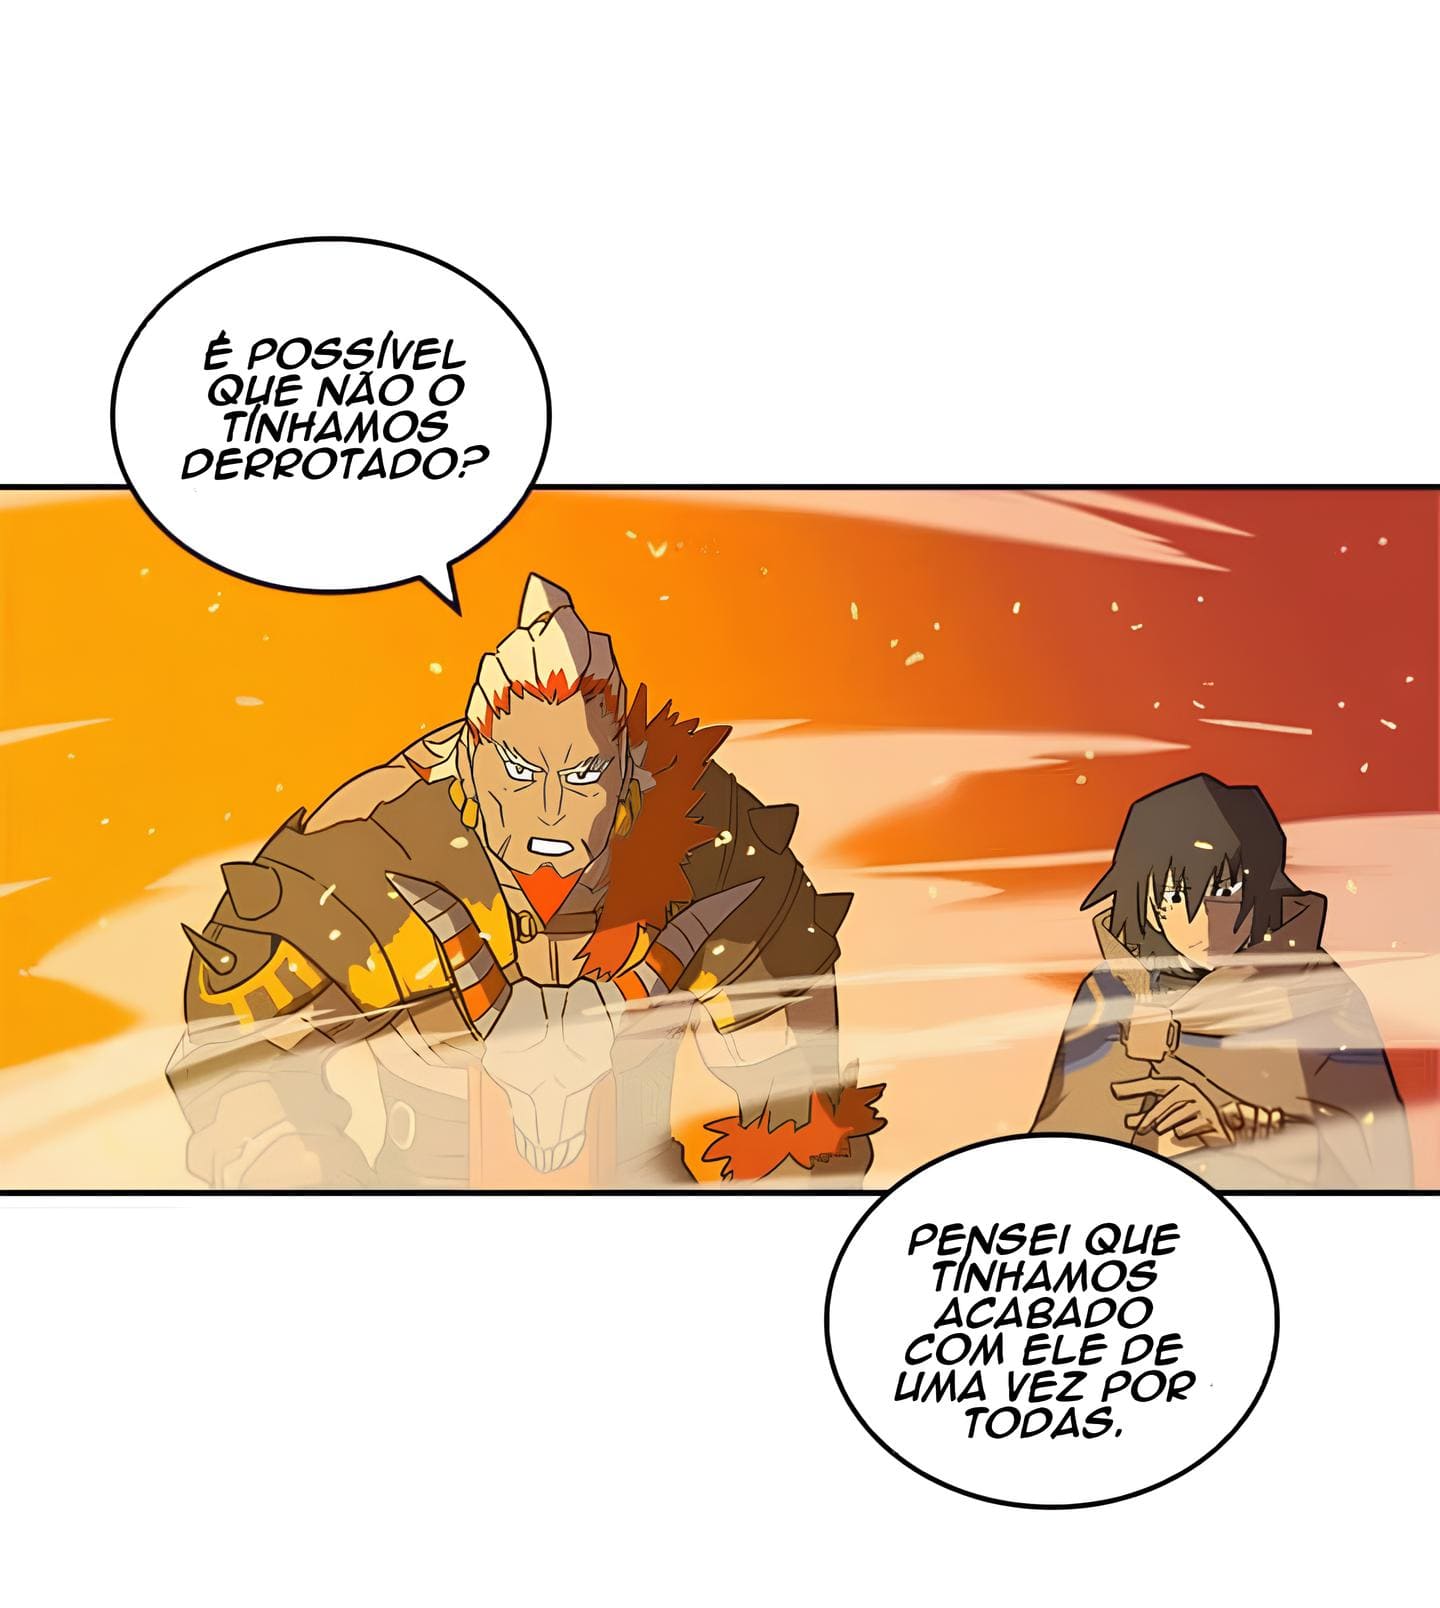 É POSSÍVEL
QUE NÃO O
TÍNHAMOS
DERROTADO?
PENSEI QUE
TÍNHAMOS
ACABADO
COM ELE DE
UMA VEZ POR
TODAS.